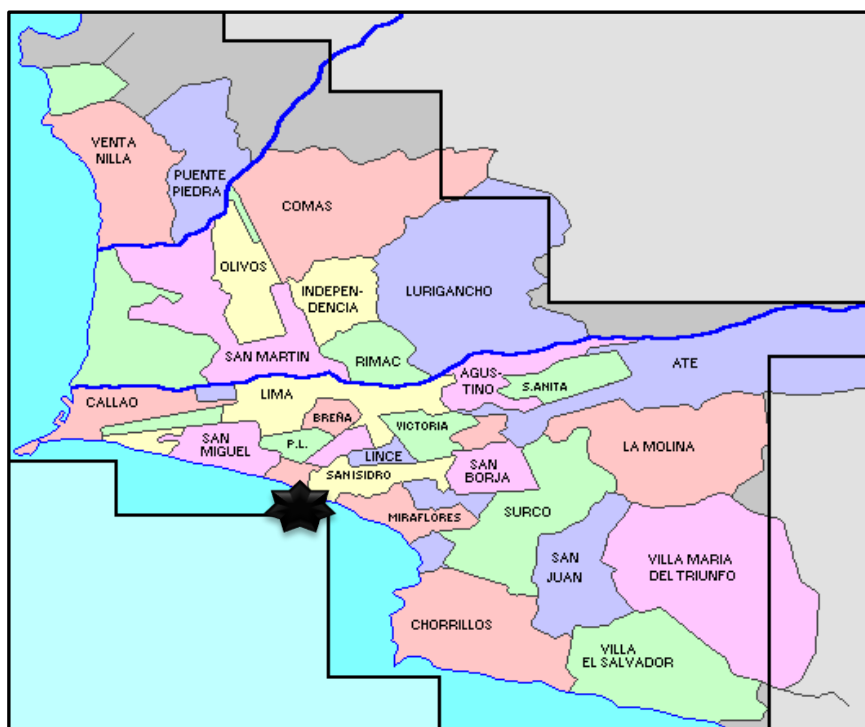 VENTA
NILLA
PUENTE
PIEDRA
COMAS
OLIVOS
INDEPEN-
DENCIA
LURIGANCHO
SAN MARTIN
RIMAC
ATE
AGUS-
TINO
S.ANITA
LIMA
CALLAO
BREÑA
VICTORIA
SAN
MIGUEL
P.L.
LINCE
LA MOLINA
SAN
BORJA
SANISIDRO
MIRAFLORES
SURCO
SAN
JUAN
VILLA MARIA
DEL TRIUNFO
CHORRILLOS
VILLA
EL SALVADOR